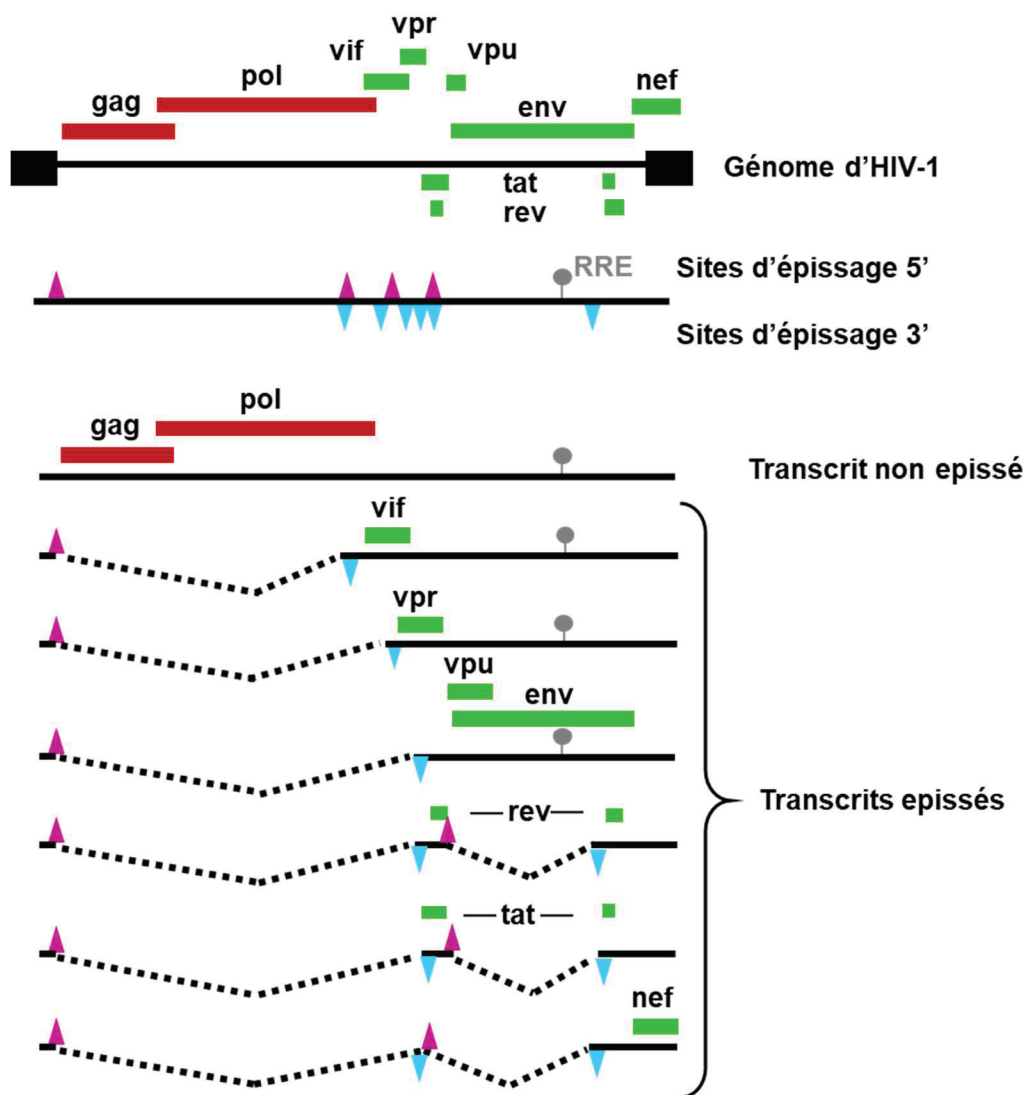 vpr
vif
vpu
pol
nef
gag
env
Génome d'HIV-1
tat
rev
RRE
Sites d'épissage 5'
Sites d'épissage 3'
pol
gag
Transcrit non epissé
vif
vpr
vpu
env
Transcrits epissés
rev
tat
nef